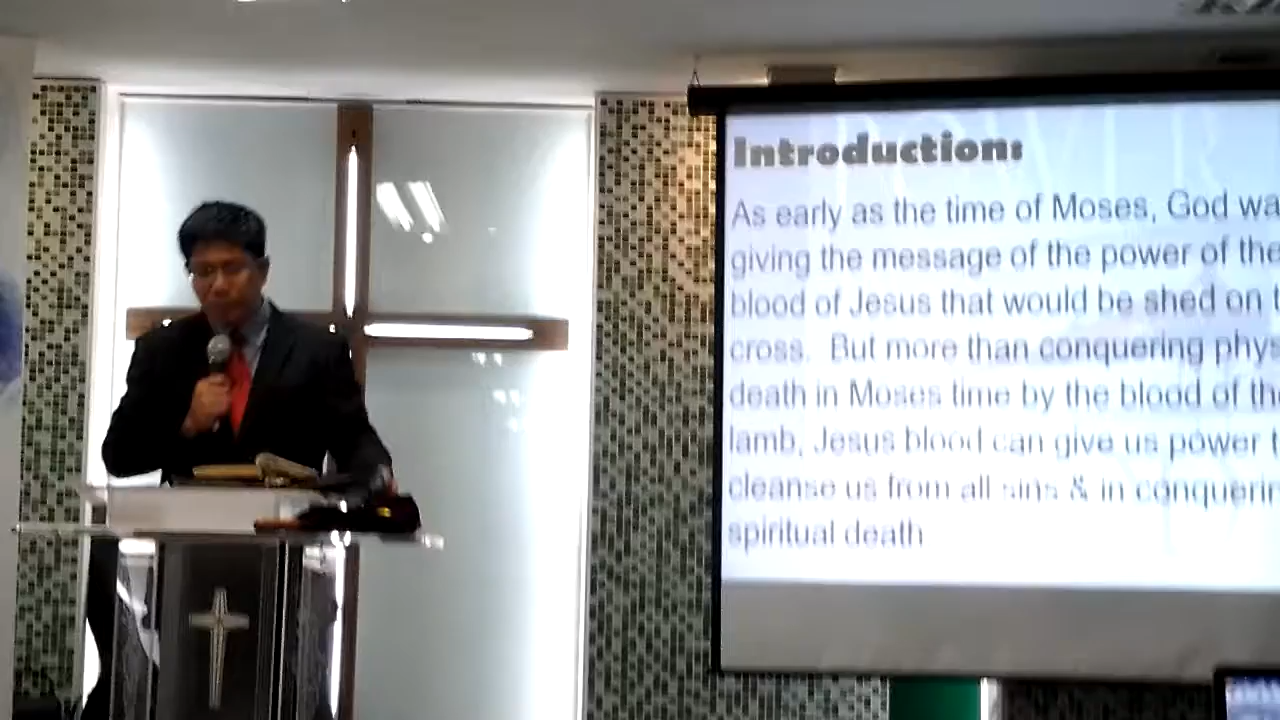 POWER
Introduction:
As early as the time of Moses, God wa
giving the message of the power of the
blood of Jesus that would be shed on t
cross. But more than conquering phys
death in Moses time by the blood of th
lamb, Jesus blood can give us power t
cleanse us from all sins & in conquerin
spiritual death